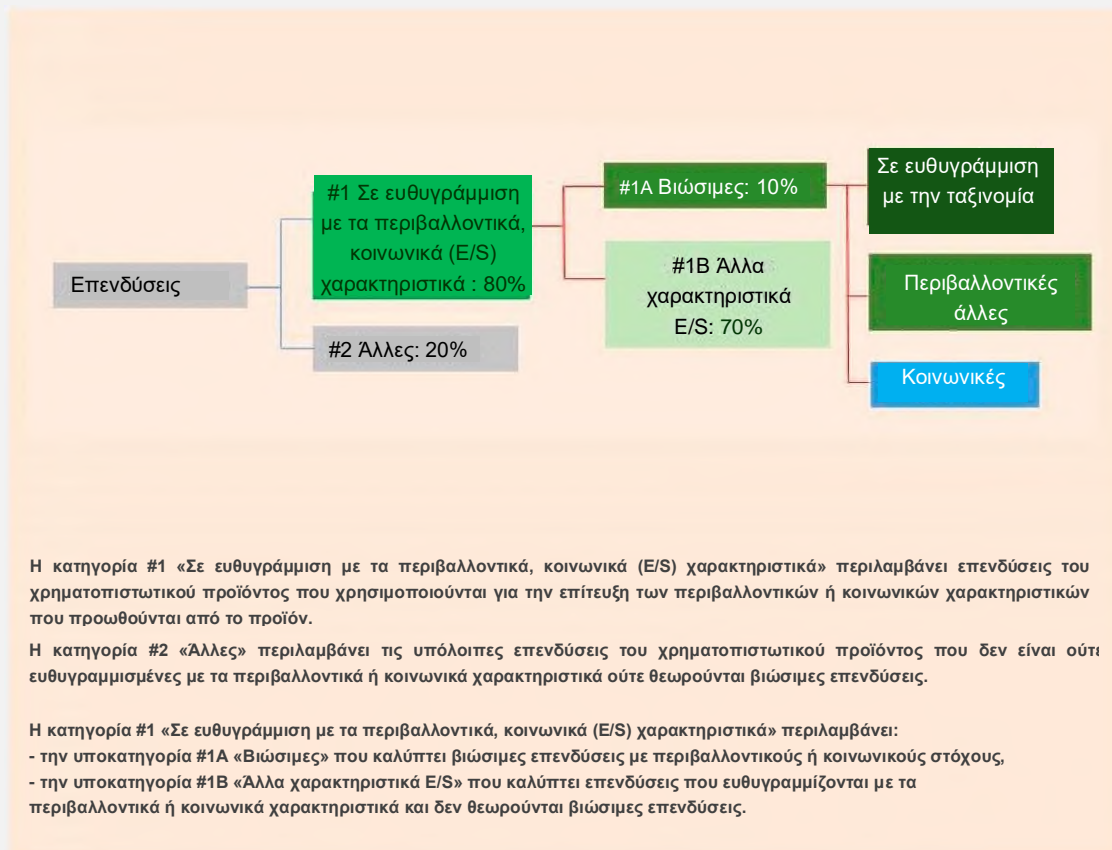 Επενδύσεις
#1 Σε ευθυγράμμιση
με τα περιβαλλοντικά,
κοινωνικά (E/S)
χαρακτηριστικά : 80%
#2 Άλλες: 20%
#1A Βιώσιμες: 10%
#1B Άλλα
χαρακτηριστικά
E/S: 70%
Σε ευθυγράμμιση
με την ταξινομία
Περιβαλλοντικές
άλλες
Κοινωνικές
Η κατηγορία #1 «Σε ευθυγράμμιση με τα περιβαλλοντικά, κοινωνικά (E/S) χαρακτηριστικά» περιλαμβάνει επενδύσεις του
χρηματοπιστωτικού προϊόντος που χρησιμοποιούνται για την επίτευξη των περιβαλλοντικών ή κοινωνικών χαρακτηριστικών
που προωθούνται από το προϊόν.
Η κατηγορία #2 «Άλλες» περιλαμβάνει τις υπόλοιπες επενδύσεις του χρηματοπιστωτικού προϊόντος που δεν είναι ούτε
ευθυγραμμισμένες με τα περιβαλλοντικά ή κοινωνικά χαρακτηριστικά ούτε θεωρούνται βιώσιμες επενδύσεις.
Η κατηγορία #1 «Σε ευθυγράμμιση με τα περιβαλλοντικά, κοινωνικά (E/S) χαρακτηριστικά» περιλαμβάνει:
- την υποκατηγορία #1A «Βιώσιμες» που καλύπτει βιώσιμες επενδύσεις με περιβαλλοντικούς ή κοινωνικούς στόχους,
- την υποκατηγορία #1B «Άλλα χαρακτηριστικά E/S» που καλύπτει επενδύσεις που ευθυγραμμίζονται με τα
περιβαλλοντικά ή κοινωνικά χαρακτηριστικά και δεν θεωρούνται βιώσιμες επενδύσεις.